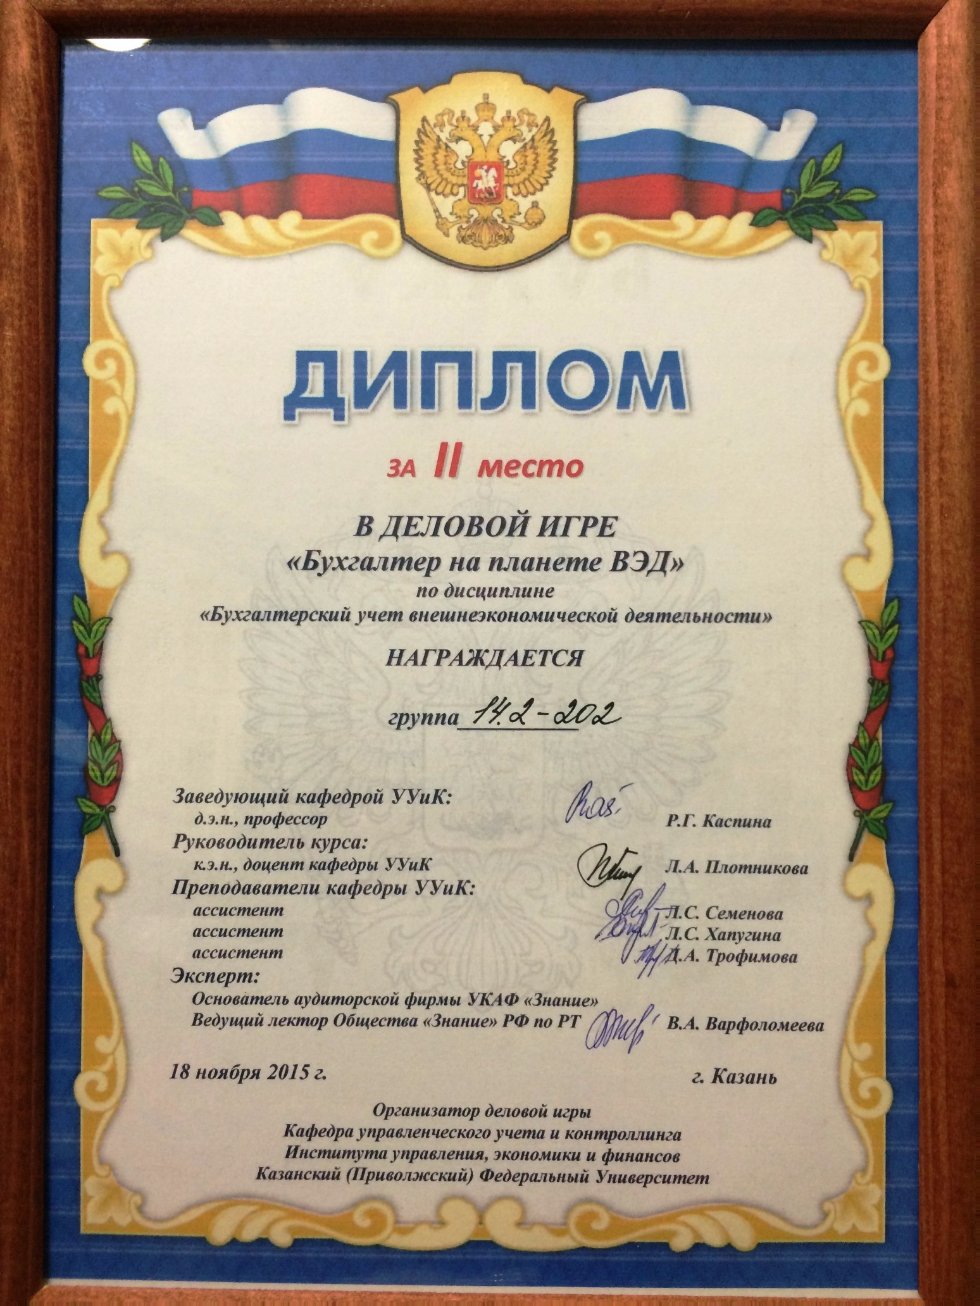 ДИПЛОМ
за II место
В ДЕЛОВОЙ ИГРЕ
«Бухгалтер на планете ВЭД»
по дисциплине
«Бухгалтерский учет внешнеэкономической деятельности»
НАГРАЖДАЕТСЯ
группа 14.2-202
Заведующий кафедрой УУиК:
д.э.н., профессор Р.Г. Каспина
Руководитель курса:
к.э.н., доцент кафедры УУиК Л.А. Плотникова
Преподаватели кафедры УУиК:
ассистент Л.С. Семенова
ассистент Л.С. Хапугина
ассистент А. Трофимова
Эксперт:
Основатель аудиторской фирмы УКАФ «Знание»
Ведущий лектор Общества «Знание» РФ по РТ В.А. Варфоломеева
18 ноября 2015 г. г. Казань
Организатор деловой игры
Кафедра управленческого учета и контроллинга
Института управления, экономики и финансов
Казанский (Приволжский) Федеральный Университет